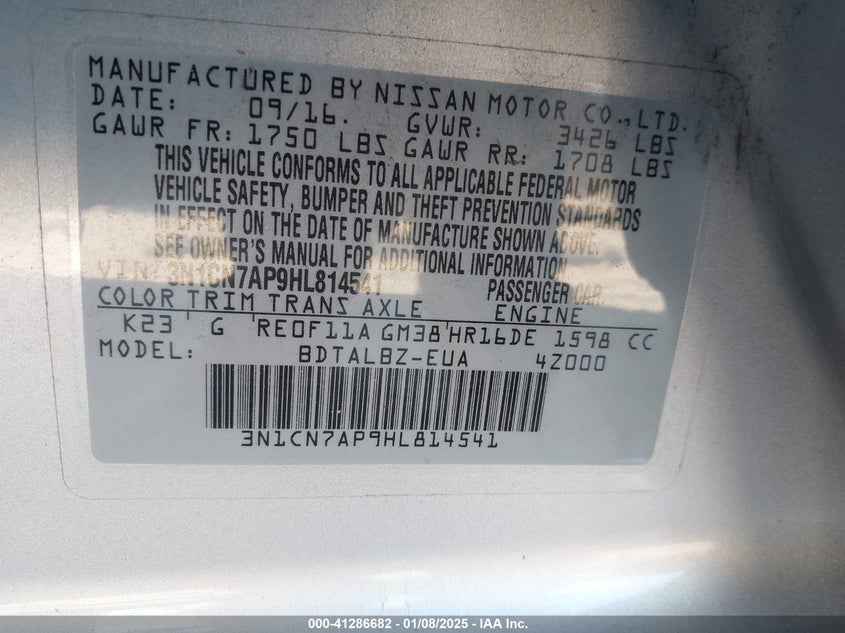 MANUFACTURED BY NISSAN MOTOR CO., LTD.
DATE: 09/16. GVWR: 3426 LBS
GAWR FR: 1750 LBS GAWR RR: 1708 LBS
THIS VEHICLE CONFORMS TO ALL APPLICABLE FEDERAL MOTOR
VEHICLE SAFETY, BUMPER AND THEFT PREVENTION STANDARDS
IN EFFECT ON THE DATE OF MANUFACTURE SHOWN ABOVE.
SEE OWNER'S MANUAL FOR ADDITIONAL INFORMATION.
VIN: 3N1CN7AP9HL814541 PASSENGER CAR
COLOR TRIM TRANS AXLE ENGINE
K23 G RE0F11A GM38 HR16DE 1598 CC
MODEL: BDTALBZ-EUA 4Z000
3N1CN7AP9HL814541
000-41286682 - 01/08/2025 - IAA Inc.